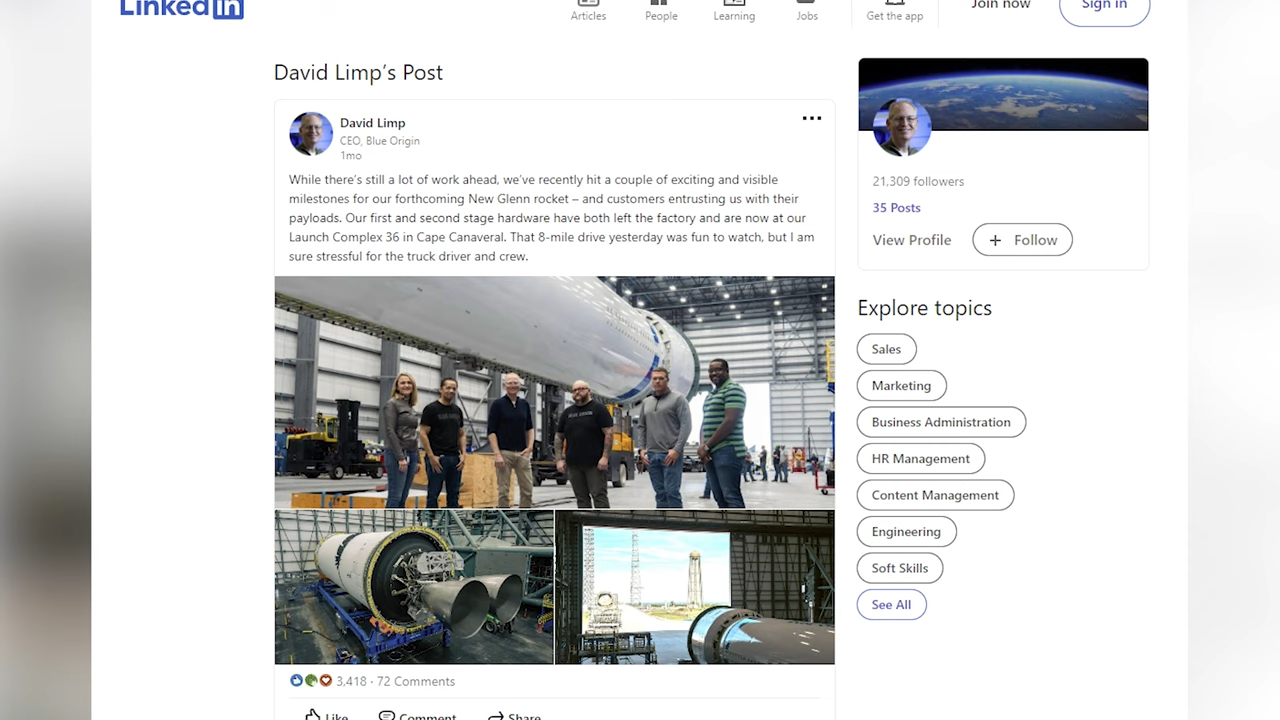 LinkedIn
Articles
People
Learning
Jobs
Get the app
Join now
Sign in
David Limp's Post
David Limp
CEO, Blue Origin
1mo
While there's still a lot of work ahead, we've recently hit a couple of exciting and visible
milestones for our forthcoming New Glenn rocket – and customers entrusting us with their
payloads. Our first and second stage hardware have both left the factory and are now at our
Launch Complex 36 in Cape Canaveral. That 8-mile drive yesterday was fun to watch, but I am
sure stressful for the truck driver and crew.
3,418 · 72 Comments
Like
Comment
Share
21,309 followers
35 Posts
View Profile
+ Follow
Explore topics
Sales
Marketing
Business Administration
HR Management
Content Management
Engineering
Soft Skills
See All